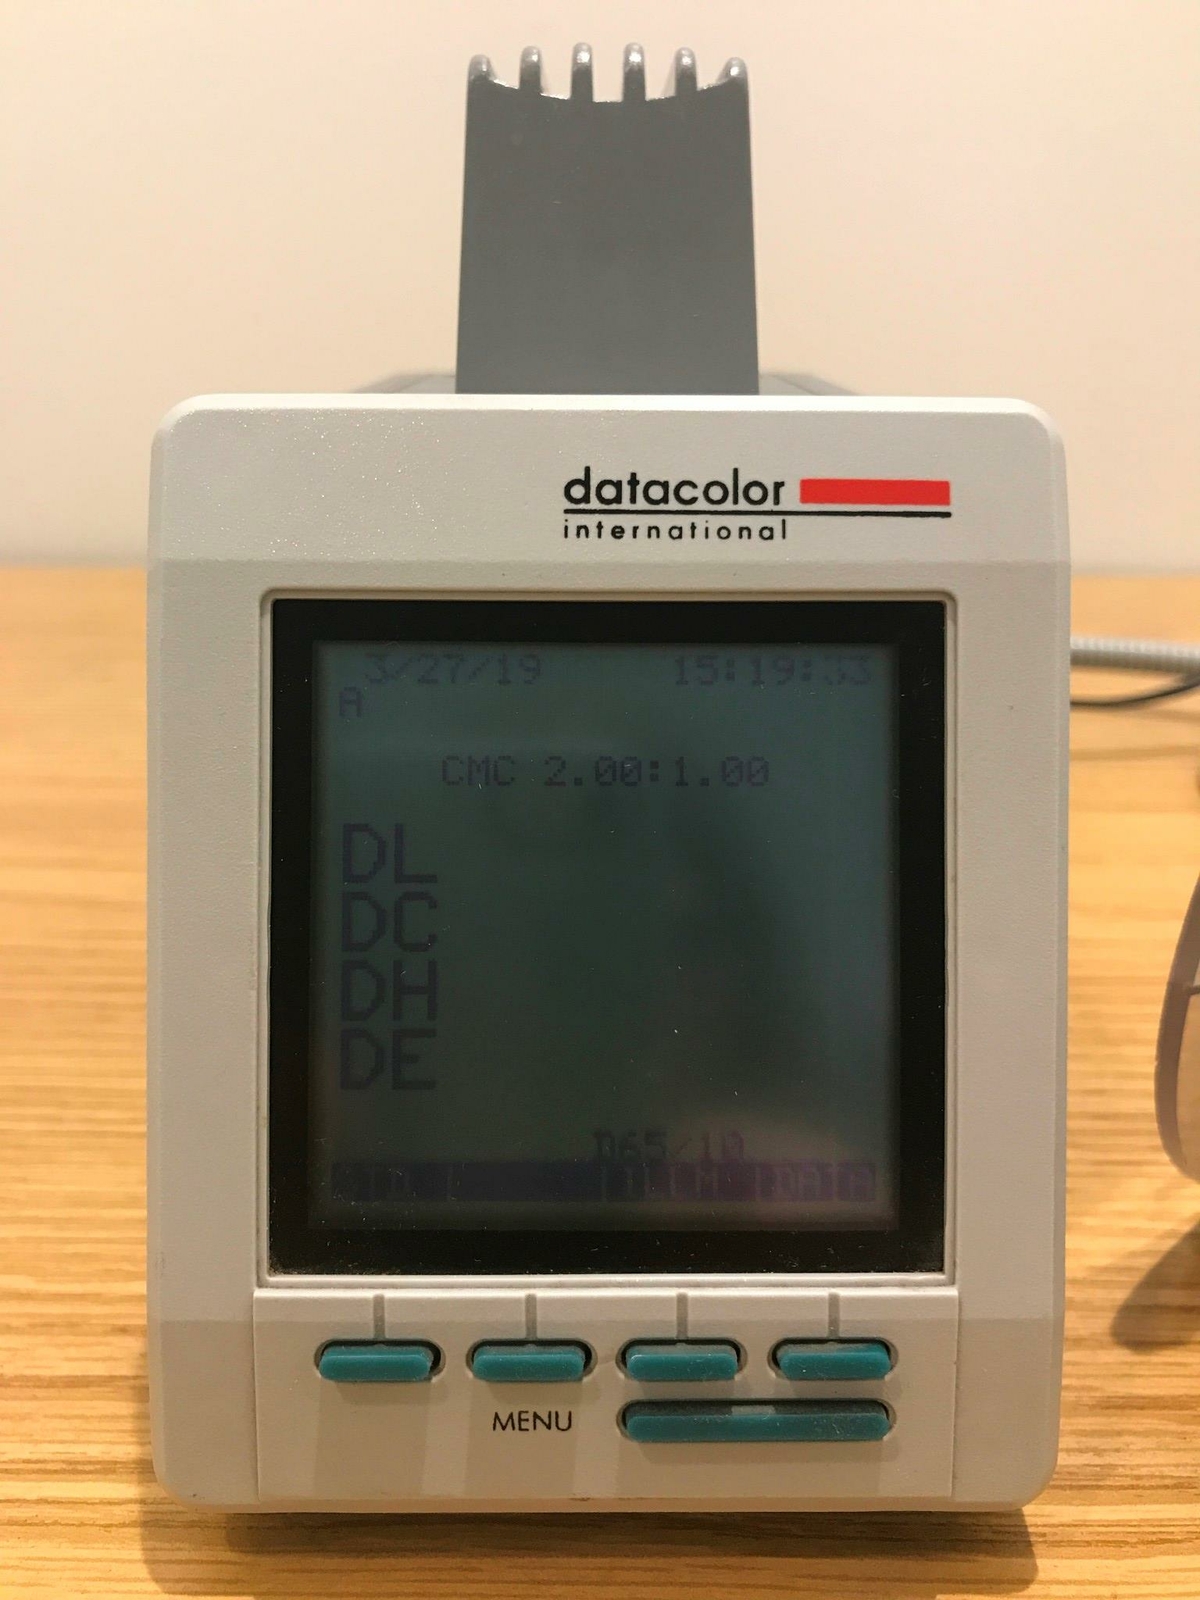 datacolor
international
3/27/19 15:19:33
A
CMC 2.00:1.00
DL
DC
DH
DE
D65/10
MENU